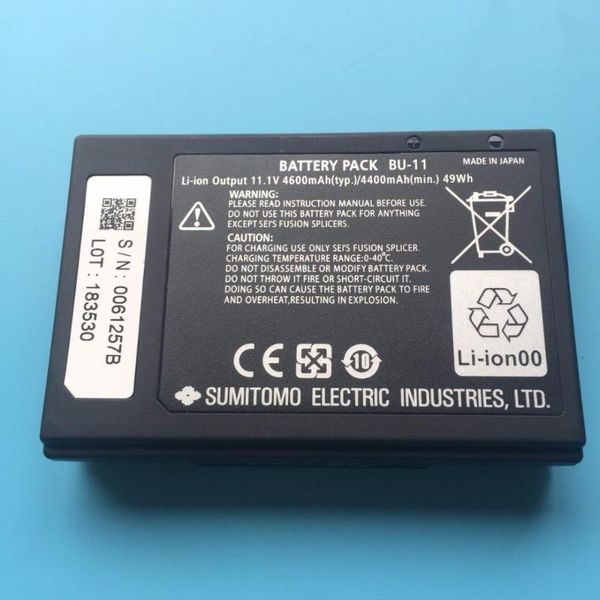 BATTERY PACK BU-11
MADE IN JAPAN
Li-ion Output 11.1V 4600mAh(typ.)/4400mAh(min.) 49Wh
WARNING:
PLEASE READ INSTRUCTION MANUAL BEFORE USE.
DO NOT USE THIS BATTERY PACK FOR ANYTHING
EXCEPT SEI'S FUSION SPLICERS.
CAUTION:
FOR CHARGING USE ONLY SEI'S FUSION SPLICER.
CHARGING TEMPERATURE RANGE:0-40℃
DO NOT DISASSEMBLE OR MODIFY BATTERY PACK.
DO NOT THROW IT FIRE OR SHORT-CIRCUIT IT.
DOING SO MAY CAUSE THE BATTERY PACK TO FIRE
AND OVERHEAT,RESULTING IN EXPLOSION.
Li-ion00
CE
10
SUMITOMO ELECTRIC INDUSTRIES, LTD.
S/N: 0061257B
LOT: 183530